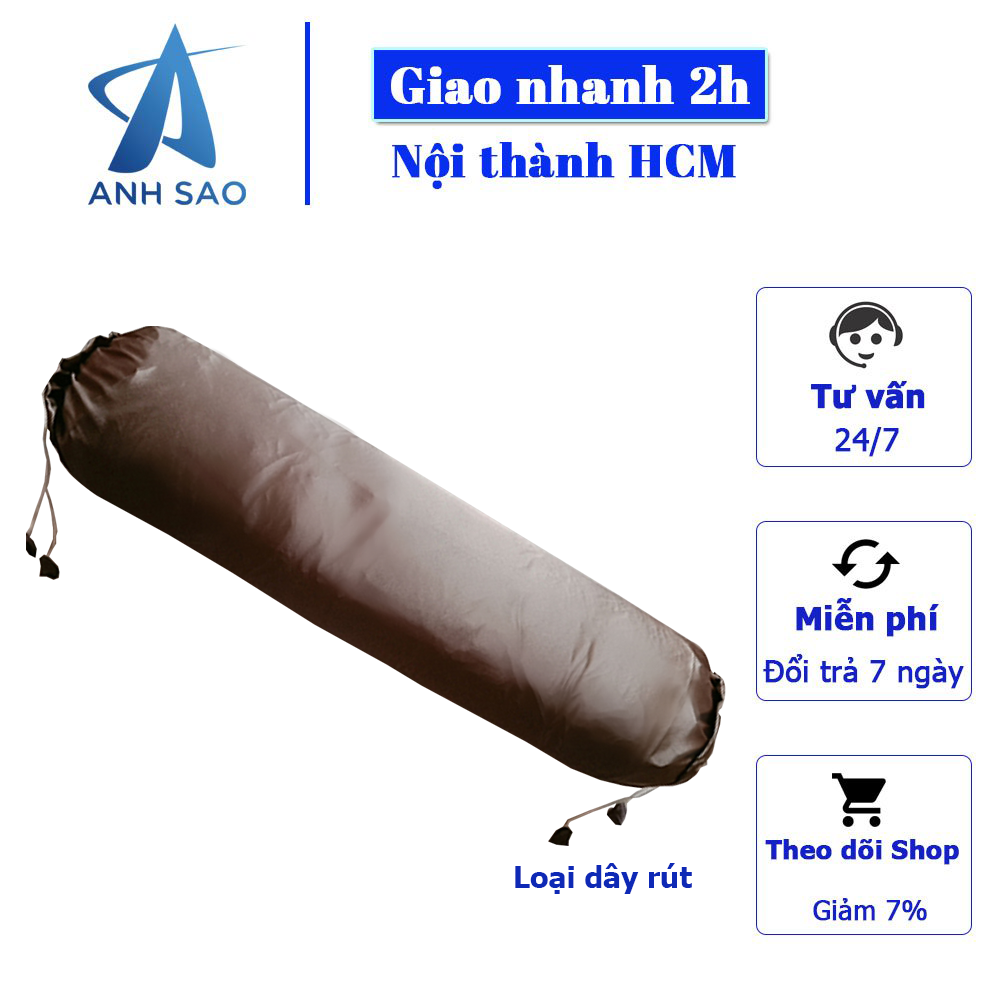 ANH SAO
Giao nhanh 2h
Nội thành HCM
Tư vấn
24/7
Miễn phí
Đổi trả 7 ngày
Theo dõi Shop
Giảm 7%
Loại dây rút